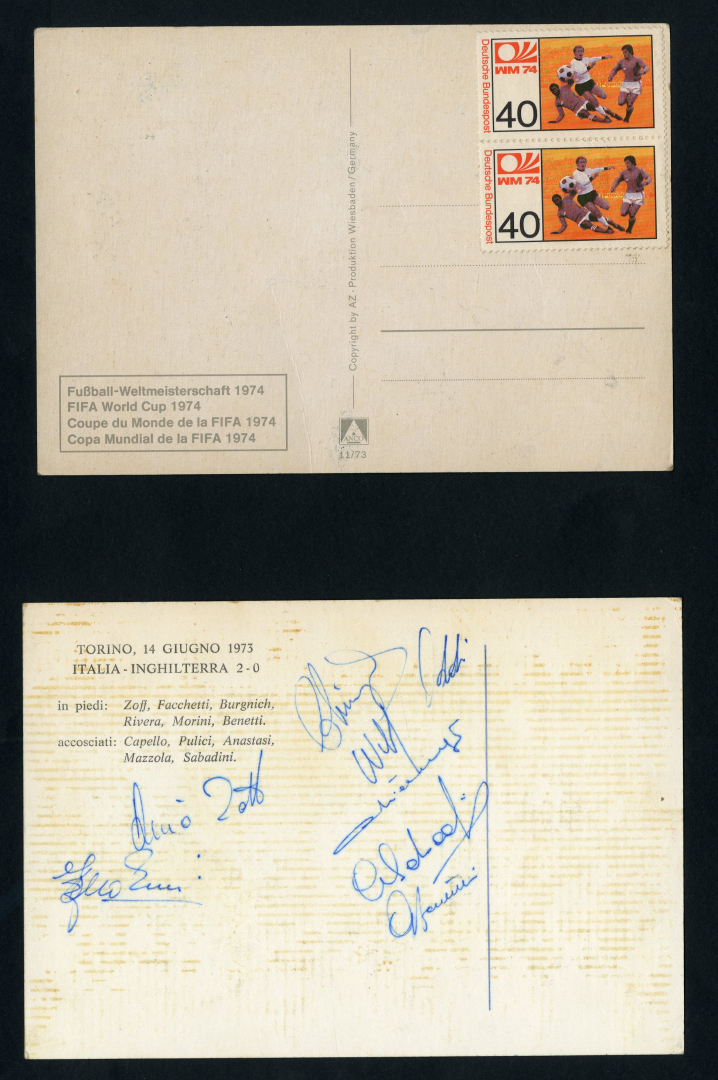 Deutsche Bundespost
WM 74
40
Deutsche Bundespost
WM 74
40
Copyright by AZ - Produktion Wiesbaden / Germany
Fußball-Weltmeisterschaft 1974
FIFA World Cup 1974
Coupe du Monde de la FIFA 1974
Copa Mundial de la FIFA 1974
11/73
TORINO, 14 GIUGNO 1973
ITALIA - INGHILTERRA 2-0
in piedi: Zoff, Facchetti, Burgnich,
Rivera, Morini, Benetti.
accosciati: Capello, Pulici, Anastasi,
Mazzola, Sabadini.
Dino Zoff